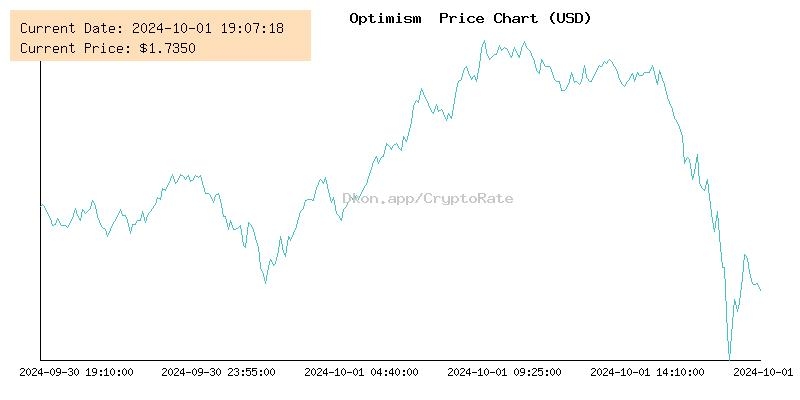 Optimism  Price Chart (USD)
Current Date: 2024-10-01 19:07:18
Current Price: $1.7350
Dkon.app/CryptoRate
2024-09-30 19:10:00 2024-09-30 23:55:00 2024-10-01 04:40:00 2024-10-01 09:25:00 2024-10-01 14:10:00 2024-10-01